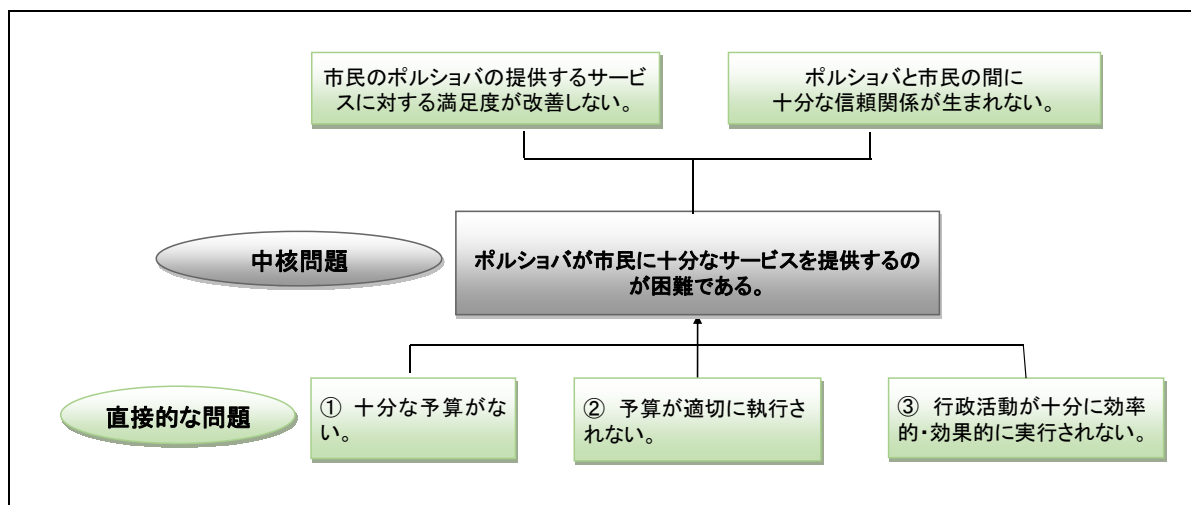 市民のポルショバの提供するサービ
スに対する満足度が改善しない。
ポルショバと市民の間に
十分な信頼関係が生まれない。
中核問題
ポルショバが市民に十分なサービスを提供するの
が困難である。
直接的な問題
① 十分な予算がな
い。
② 予算が適切に執行さ
れない。
③ 行政活動が十分に効率
的・効果的に実行されない。